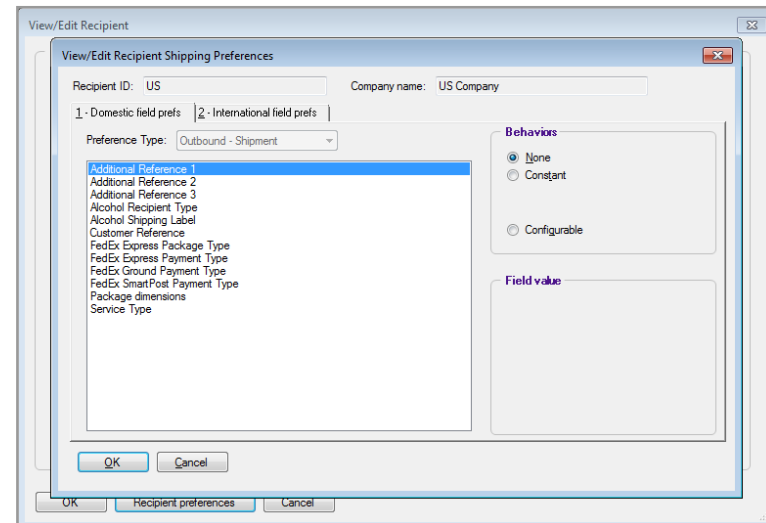 View/Edit Recipient
View/Edit Recipient Shipping Preferences
Recipient ID: US Company name: US Company
1 - Domestic field prefs 2 - International field prefs
Preference Type: Outbound - Shipment
Behaviors
None
Constant
Configurable
Additional Reference 1
Additional Reference 2
Additional Reference 3
Alcohol Recipient Type
Alcohol Shipping Label
Customer Reference
FedEx Express Package Type
FedEx Express Payment Type
FedEx Ground Payment Type
FedEx SmartPost Payment Type
Package dimensions
Service Type
Field value
OK Cancel
OK Recipient preferences Cancel